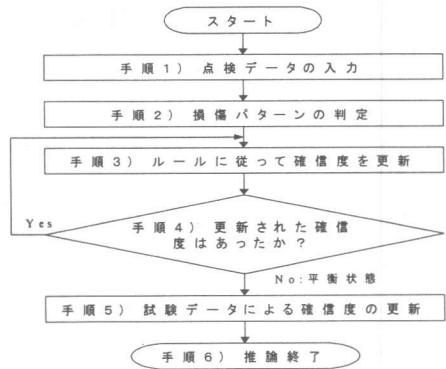 スタート
手順1) 点検データの入力
手順2) 損傷パターンの判定
手順3) ルールに従って確信度を更新
Yes
手順4) 更新された確信
度はあったか?
No:平衡状態
手順5) 試験データによる確信度の更新
手順6) 推論終了